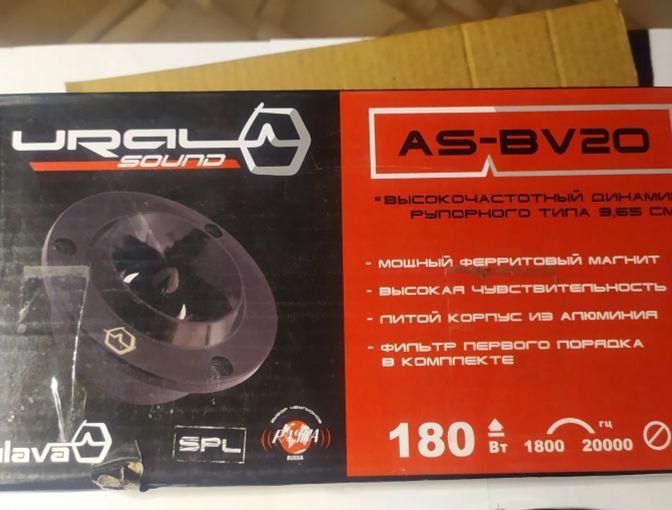 URAL
SOUND
AS-BV20
"ВЫСОКОЧАСТОТНЫЙ
РУПОРНОГО ТИПА 9,65 СМ
- МОЩНЫЙ ФЕРРИТОВЫЙ МАГНИТ
- ВЫСОКАЯ ЧУВСТВИТЕЛЬНОСТЬ
- ЛИТОЙ КОРПУС ИЗ АЛЮМИНИЯ
- ФИЛЬТР ПЕРВОГО ПОРЯДКА
В КОМПЛЕКТЕ
ulava
SPL
RUSSIA
180 Вт
1800 гц 20000